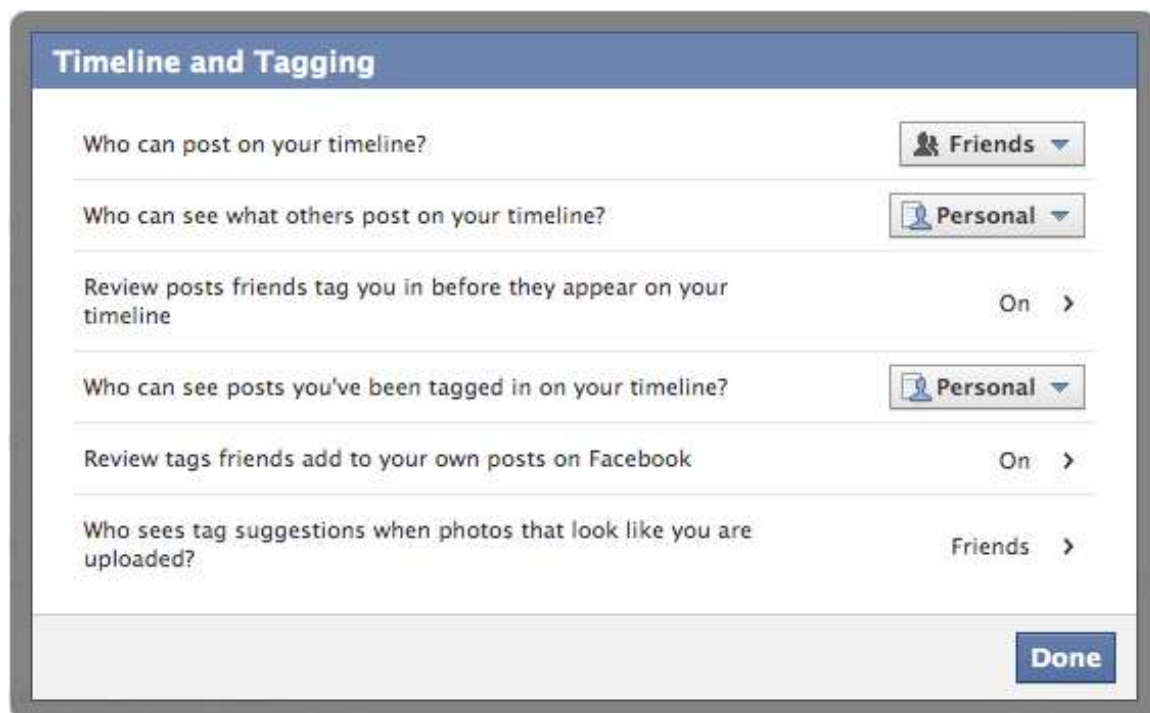 Timeline and Tagging
Who can post on your timeline?
Friends
Who can see what others post on your timeline?
Personal
Review posts friends tag you in before they appear on your
timeline
On
Who can see posts you've been tagged in on your timeline?
Personal
Review tags friends add to your own posts on Facebook
On
Who sees tag suggestions when photos that look like you are
uploaded?
Friends
Done